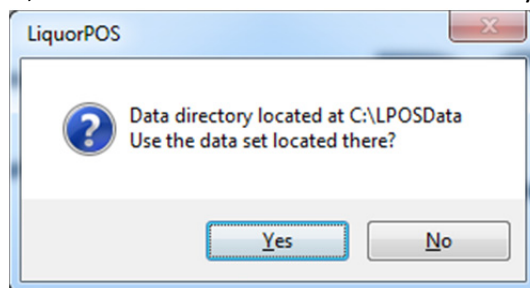 LiquorPOS
Data directory located at C:\LPOSData
Use the data set located there?
Yes
No